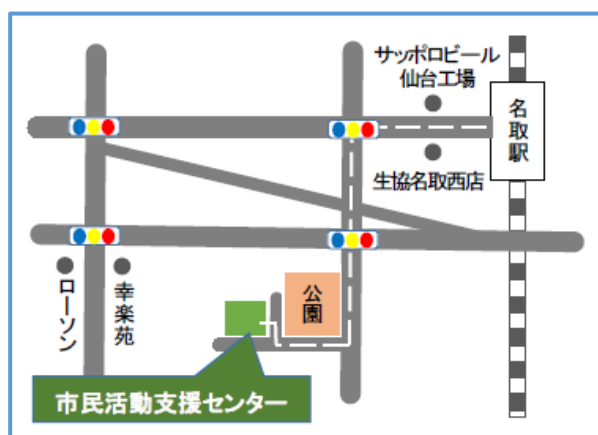 サッポロビール
仙台工場
名取駅
生協名取西店
ローソン
幸楽苑
公園
市民活動支援センター